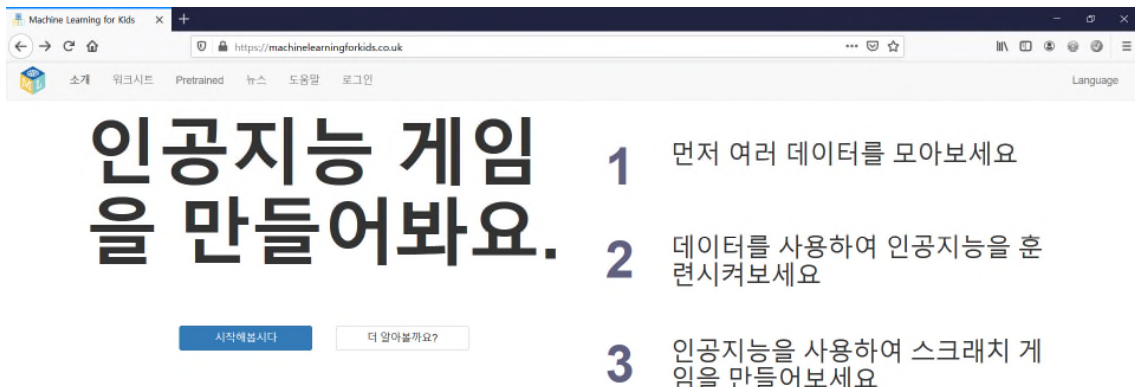 Machine Learning for Kids
https://machinelearningforkids.co.uk
소개 워크시트 Pretrained 뉴스 도움말 로그인 Language
인공지능 게임
을 만들어봐요.
시작해봅시다 더 알아볼까요?
1 먼저 여러 데이터를 모아보세요
2 데이터를 사용하여 인공지능을 훈
련시켜보세요
3 인공지능을 사용하여 스크래치 게
임을 만들어보세요